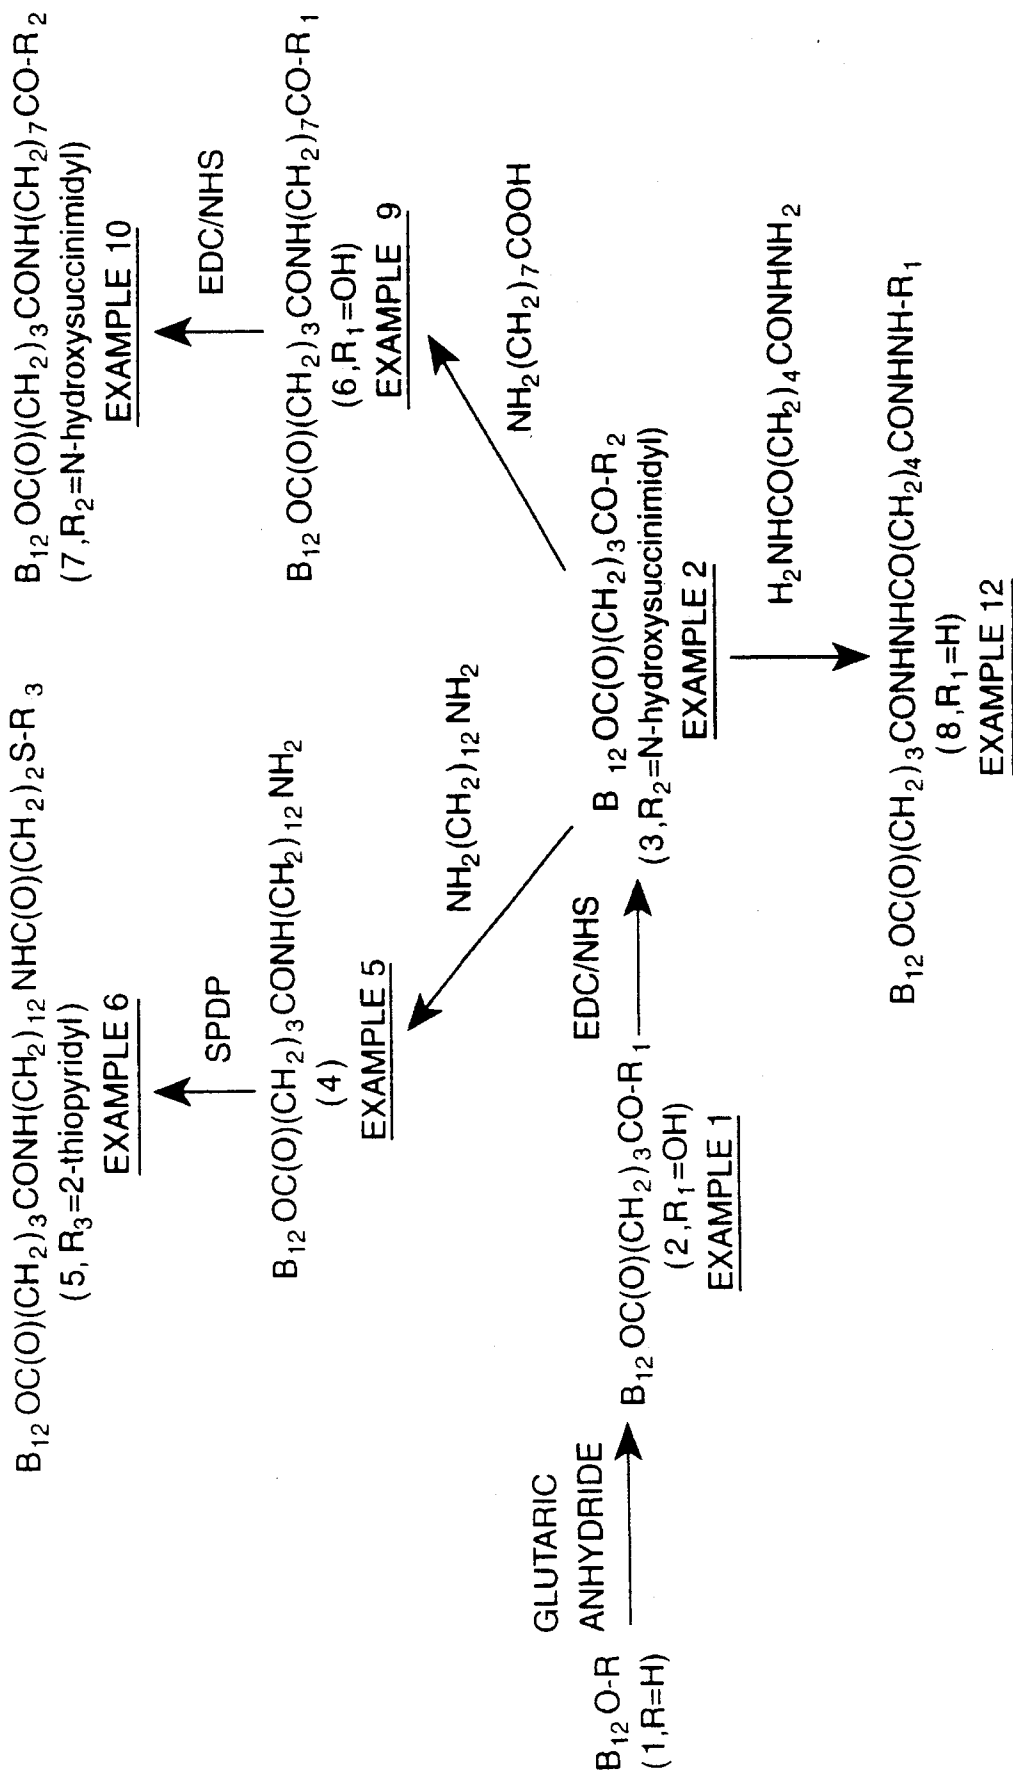 B12OC(O)(CH2)3CONH(CH2)12NHC(O)(CH2)2S-R3
(5, R3=2-thiopyridyl)
EXAMPLE 6
SPDP
B12OC(O)(CH2)3CONH(CH2)12NH2
(4)
EXAMPLE 5
NH2(CH2)12NH2
B12OC(O)(CH2)3CONH(CH2)7CO-R2
(7,R2=N-hydroxysuccinimidyl)
EXAMPLE 10
EDC/NHS
B12OC(O)(CH2)3CONH(CH2)7CO-R1
(6,R1=OH)
EXAMPLE 9
NH2(CH2)7COOH
GLUTARIC
ANHYDRIDE
B12O-R
(1,R=H)
B12OC(O)(CH2)3CO-R1
(2,R1=OH)
EXAMPLE 1
EDC/NHS
B12OC(O)(CH2)3CO-R2
(3,R2=N-hydroxysuccinimidyl)
EXAMPLE 2
H2NHCO(CH2)4CONHNH2
B12OC(O)(CH2)3CONHNHCO(CH2)4CONHNH-R1
(8,R1=H)
EXAMPLE 12